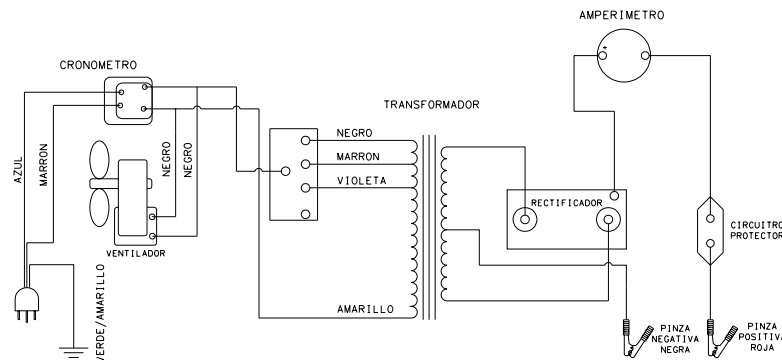 AMPERIMETRO
+
CRONOMETRO
TRANSFORMADOR
AZUL
MARRON
NEGRO
NEGRO
NEGRO
MARRON
VIOLETA
RECTIFICADOR
CIRCUITRO
PROTECTOR
VENTILADOR
VERDE/AMARILLO
AMARILLO
PINZA
NEGATIVA
NEGRA
PINZA
POSITIVA
ROJA